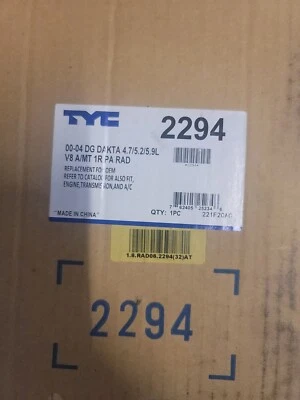 TYC
2294
00-04 DG DAKTA 4.7/5.2/5.9L
V8 A/MT 1R PA RAD
REPLACEMENT FOR OEM
REFER TO CATALOG FOR ALSO FIT,
ENGINE,TRANSMISSION,AND A/C
"MADE IN CHINA"
QTY: 1PC
1.6.RAD06.2294(32)AT
2294